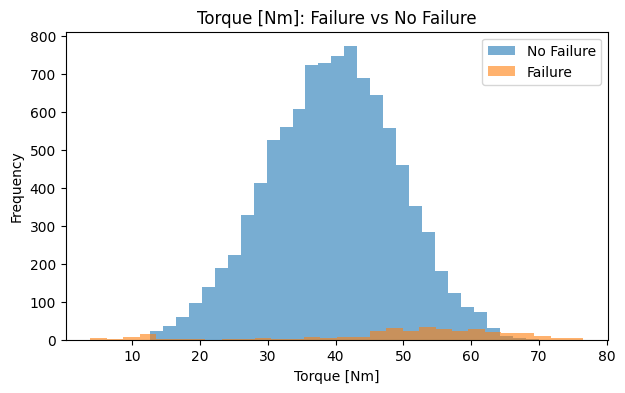 Torque [Nm]: Failure vs No Failure
No Failure
Failure
Frequency
800
700
600
500
400
300
200
100
0
10 20 30 40 50 60 70 80
Torque [Nm]